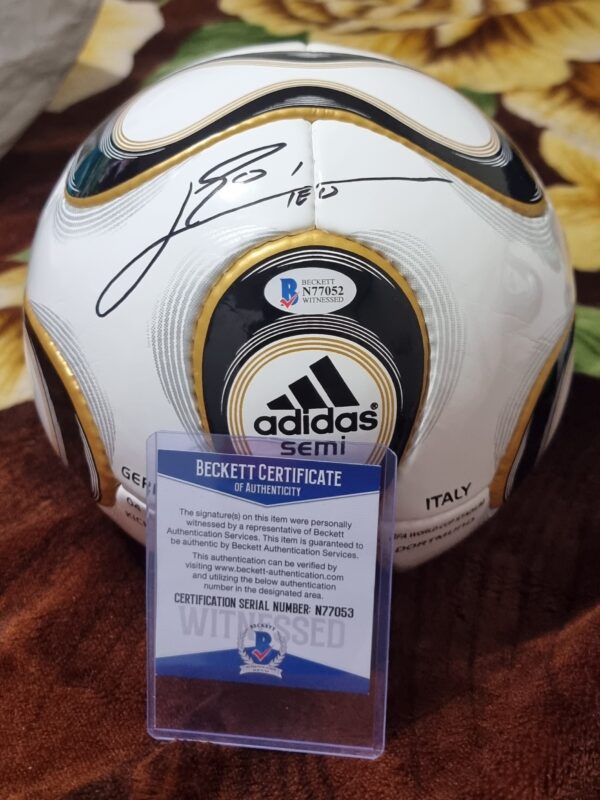 BECKETT
N77052
WITNESSED
adidas®
SEMI
ITALY
DORTMUND
BECKETT CERTIFICATE
OF AUTHENTICITY
The signature(s) on this item were personally
witnessed by a representative of Beckett
Authentication Services. This item is guaranteed to
be authentic by Beckett Authentication Services.
This authentication can be verified by
visiting www.beckett-authentication.com
and utilizing the below authentication
number in the designated area.
CERTIFICATION SERIAL NUMBER: N77053
WITNESSED
BECKETT